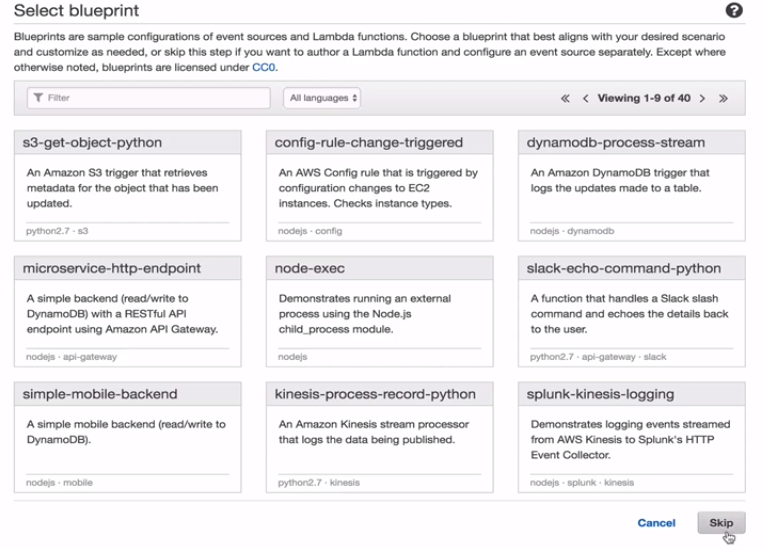 Select blueprint
Blueprints are sample configurations of event sources and Lambda functions. Choose a blueprint that best aligns with your desired scenario
and customize as needed, or skip this step if you want to author a Lambda function and configure an event source separately. Except where
otherwise noted, blueprints are licensed under CC0.
Filter
All languages
« ‹ Viewing 1-9 of 40 › »
s3-get-object-python
An Amazon S3 trigger that retrieves
metadata for the object that has been
updated.
python2.7 · s3
config-rule-change-triggered
An AWS Config rule that is triggered by
configuration changes to EC2
instances. Checks instance types.
nodejs · config
dynamodb-process-stream
An Amazon DynamoDB trigger that
logs the updates made to a table.
nodejs · dynamodb
microservice-http-endpoint
A simple backend (read/write to
DynamoDB) with a RESTful API
endpoint using Amazon API Gateway.
nodejs · api-gateway
node-exec
Demonstrates running an external
process using the Node.js
child_process module.
nodejs
slack-echo-command-python
A function that handles a Slack slash
command and echoes the details back
to the user.
python2.7 · api-gateway · slack
simple-mobile-backend
A simple mobile backend (read/write to
DynamoDB).
nodejs · mobile
kinesis-process-record-python
An Amazon Kinesis stream processor
that logs the data being published.
python2.7 · kinesis
splunk-kinesis-logging
Demonstrates logging events streamed
from AWS Kinesis to Splunk's HTTP
Event Collector.
nodejs · splunk · kinesis
Cancel
Skip